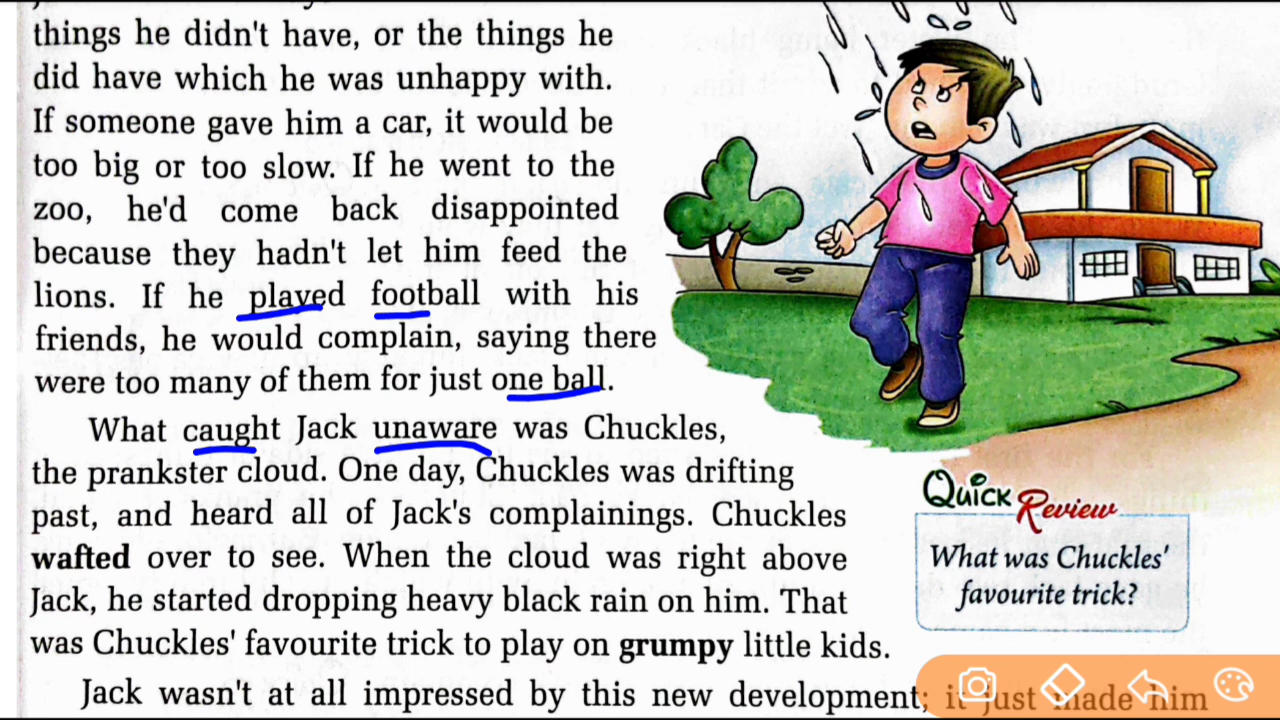 things he didn't have, or the things he
did have which he was unhappy with.
If someone gave him a car, it would be
too big or too slow. If he went to the
zoo, he'd come back disappointed
because they hadn't let him feed the
lions. If he played football with his
friends, he would complain, saying there
were too many of them for just one ball.
What caught Jack unaware was Chuckles,
the prankster cloud. One day, Chuckles was drifting
past, and heard all of Jack's complainings. Chuckles
wafted over to see. When the cloud was right above
Jack, he started dropping heavy black rain on him. That
was Chuckles' favourite trick to play on grumpy little kids.
Jack wasn't at all impressed by this new development; it just made him
Quick Review
What was Chuckles'
favourite trick?